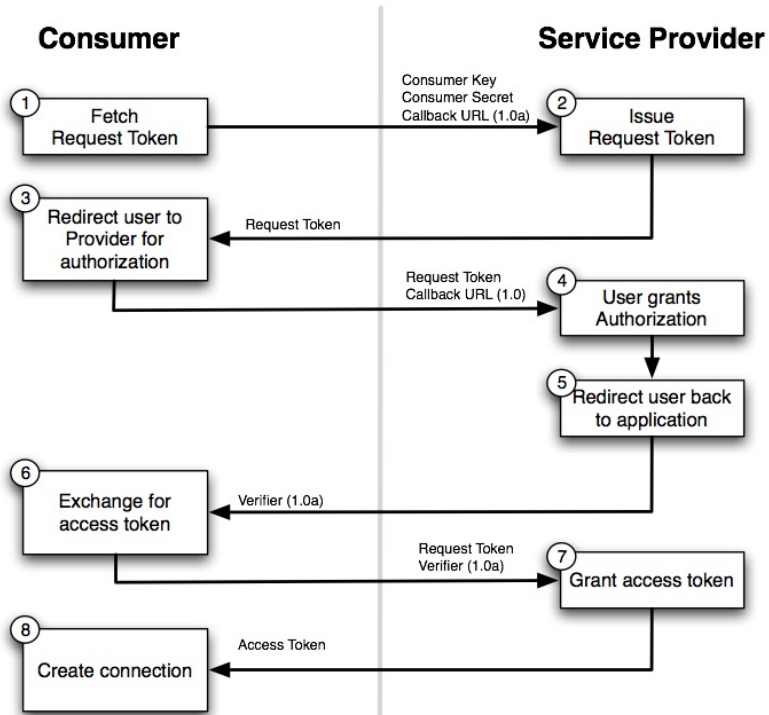 Consumer
Service Provider
Consumer Key
Consumer Secret
Callback URL (1.0a)
1
Fetch
Request Token
2
Issue
Request Token
3
Redirect user to
Provider for
authorization
Request Token
Request Token
Callback URL (1.0)
4
User grants
Authorization
5
Redirect user back
to application
6
Exchange for
access token
Verifier (1.0a)
Request Token
Verifier (1.0a)
7
Grant access token
8
Create connection
Access Token